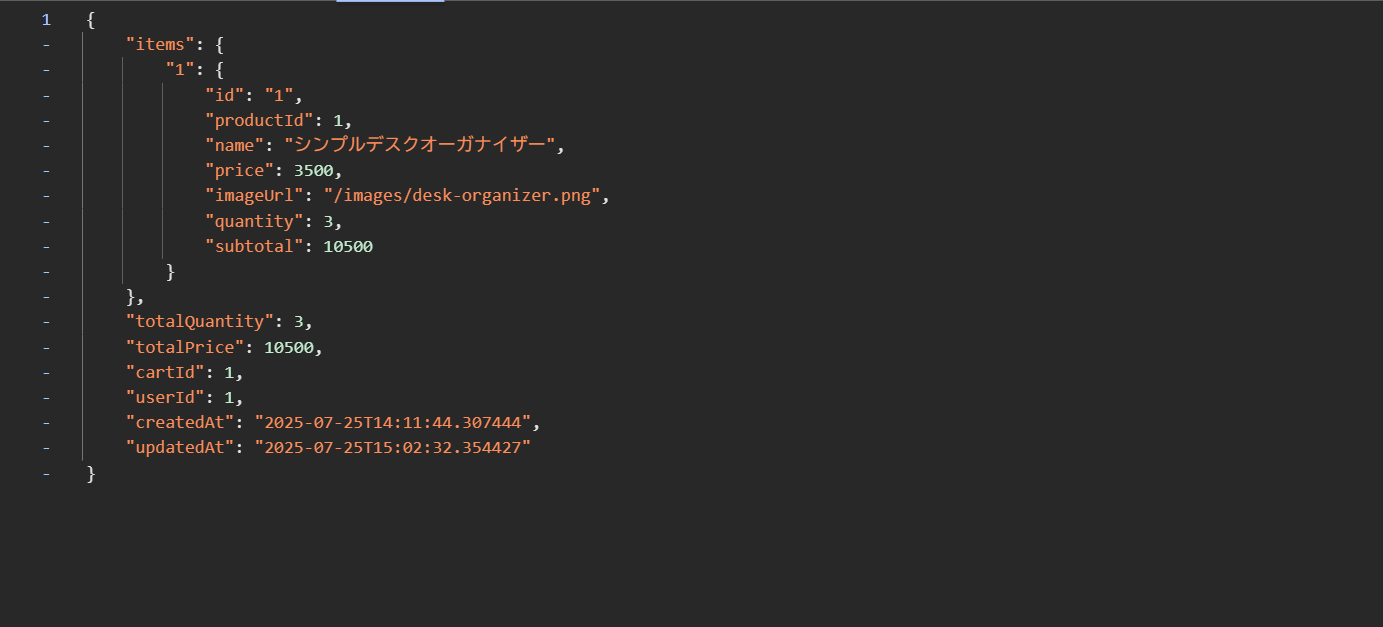 1 {
- "items": {
- "1": {
- "id": "1",
- "productId": 1,
- "name": "シンプルデスクオーガナイザー",
- "price": 3500,
- "imageUrl": "/images/desk-organizer.png",
- "quantity": 3,
- "subtotal": 10500
- }
- },
- "totalQuantity": 3,
- "totalPrice": 10500,
- "cartId": 1,
- "userId": 1,
- "createdAt": "2025-07-25T14:11:44.307444",
- "updatedAt": "2025-07-25T15:02:32.354427"
- }